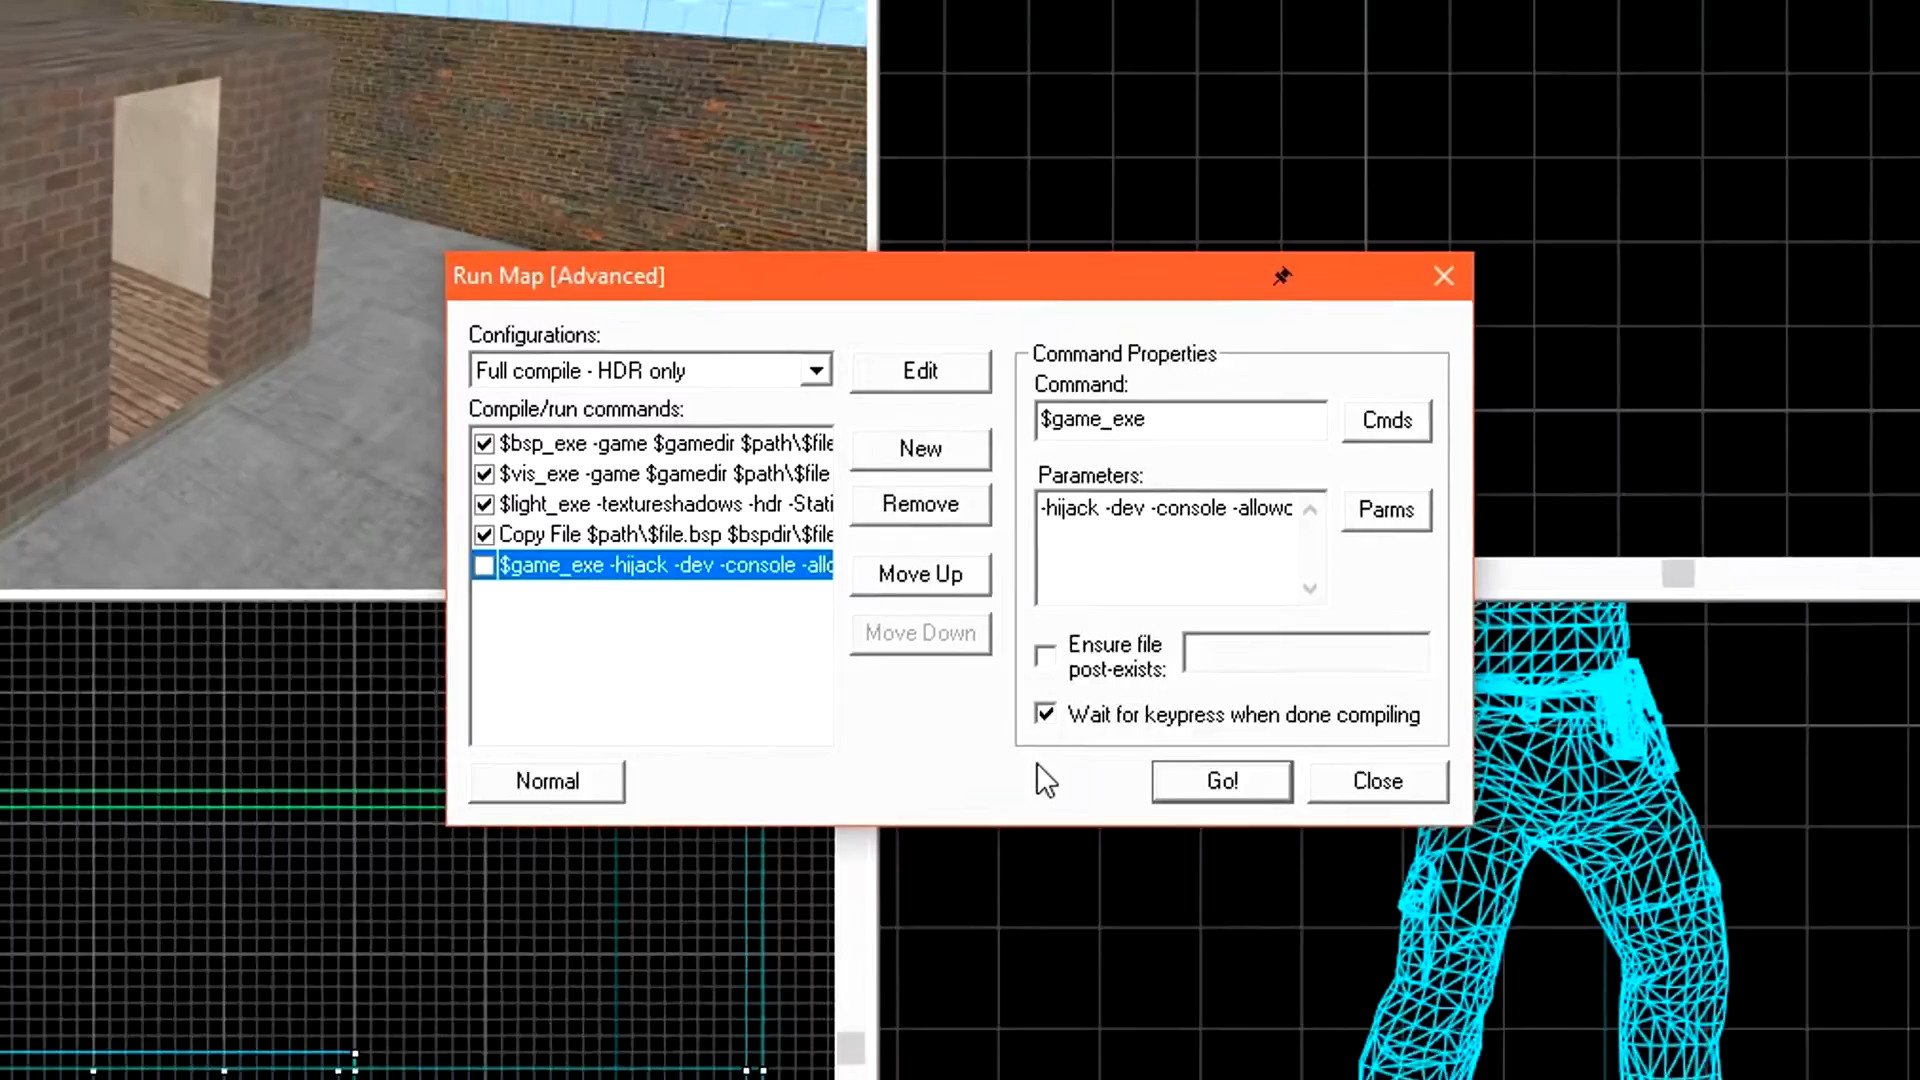 Run Map [Advanced]
Configurations:
Full compile - HDR only
Edit
Compile/run commands:
$bsp_exe -game $gamedir $path\$file
$vis_exe -game $gamedir $path\$file
$light_exe -textureshadows -hdr -Stati
Copy File $path\$file.bsp $bspdir\$file
$game_exe -hijack -dev -console -allo
New
Remove
Move Up
Move Down
Normal
Command Properties
Command:
$game_exe
Cmds
Parameters:
-hijack -dev -console -allowc
Parms
Ensure file
post-exists:
Wait for keypress when done compiling
Go!
Close